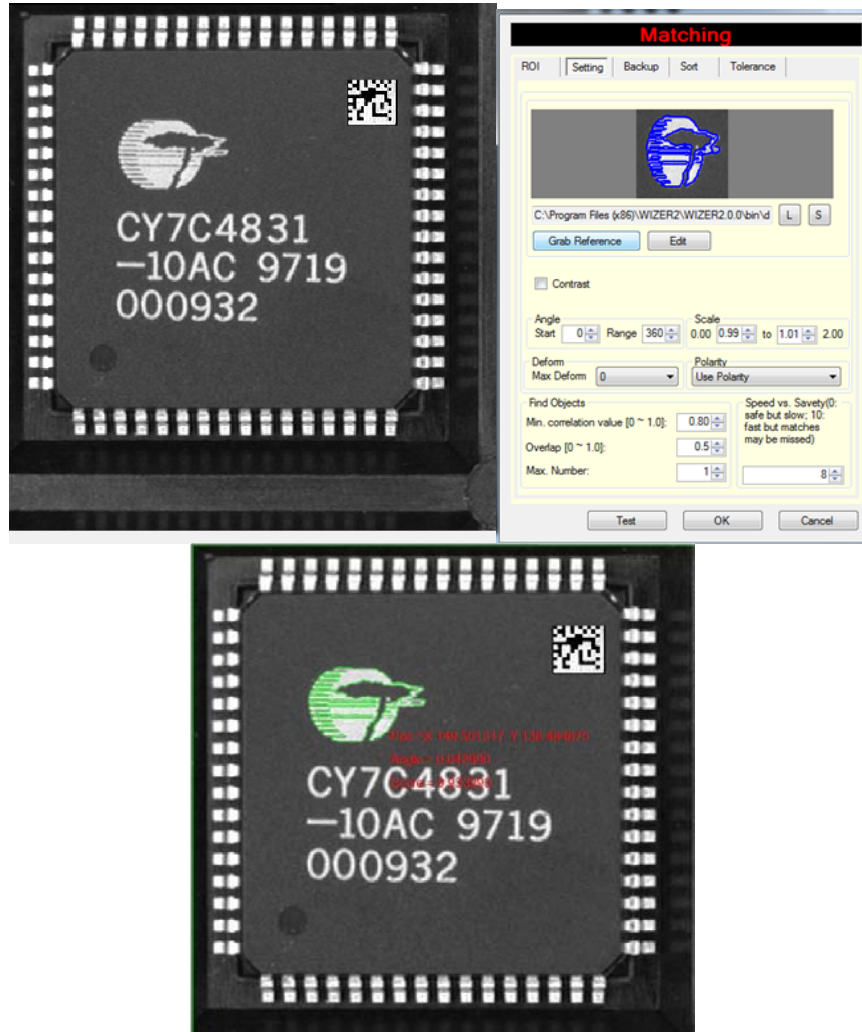 CY7C4831
-10AC 9719
000932
Matching
ROI Setting Backup Sort Tolerance
C:\Program Files (x86)\WIZER2\WIZER2.0.0\bin\d L S
Grab Reference Edit
Contrast
Angle
Start 0 Range 360
Scale
0.00 0.99 to 1.01 2.00
Deform
Max Deform 0
Polarity
Use Polarity
Find Objects
Min. correlation value [0 ~ 1.0]: 0.80
Overlap [0 ~ 1.0]: 0.5
Max. Number: 1
Speed vs. Savety(0:
safe but slow; 10:
fast but matches
may be missed)
8
Test OK Cancel
Angle =
CY7C4831
-10AC 9719
000932